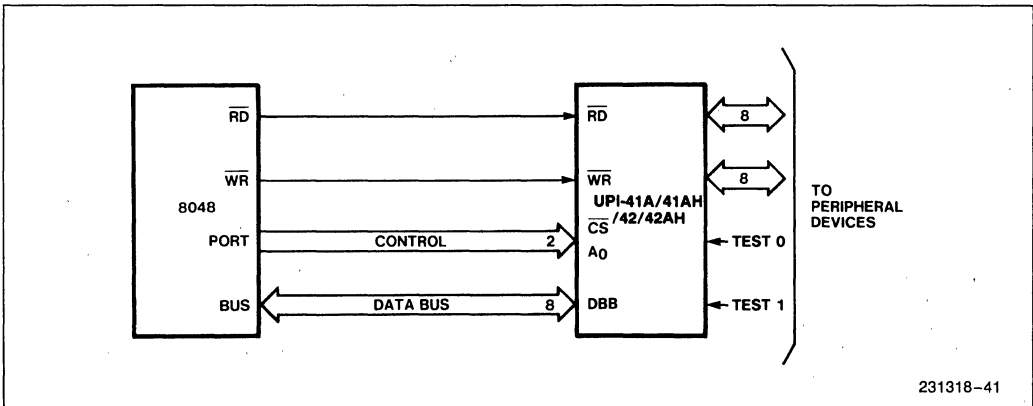 RD
RD
8
WR
WR
8
8048
UPI-41A/41AH
/42/42AH
TO
PERIPHERAL
DEVICES
PORT
CONTROL
2
CS
A0
TEST 0
BUS
DATA BUS
8
DBB
TEST 1
231318-41